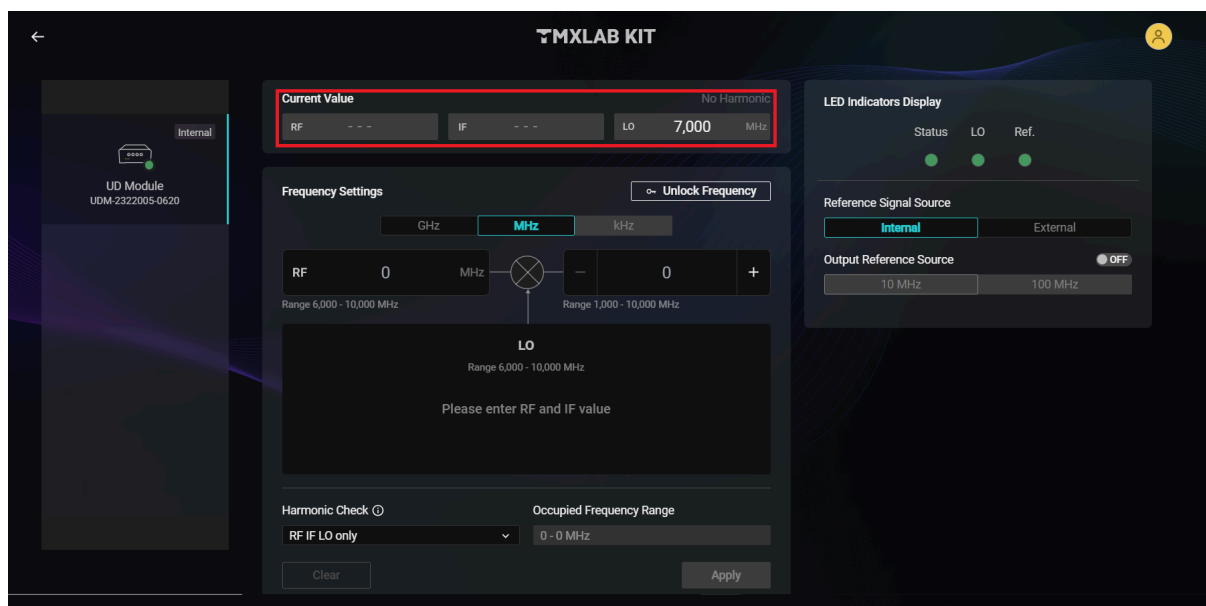 TMXLAB KIT
Internal
UD Module
UDM-2322005-0620
Current Value
No Harmonic
RF - - - IF - - - LO 7,000 MHz
Frequency Settings
Unlock Frequency
GHz MHz kHz
RF 0 MHz − 0 +
Range 6,000 - 10,000 MHz Range 1,000 - 10,000 MHz
LO
Range 6,000 - 10,000 MHz
Please enter RF and IF value
Harmonic Check Occupied Frequency Range
RF IF LO only 0 - 0 MHz
Clear Apply
LED Indicators Display
Status LO Ref.
Reference Signal Source
Internal External
Output Reference Source OFF
10 MHz 100 MHz